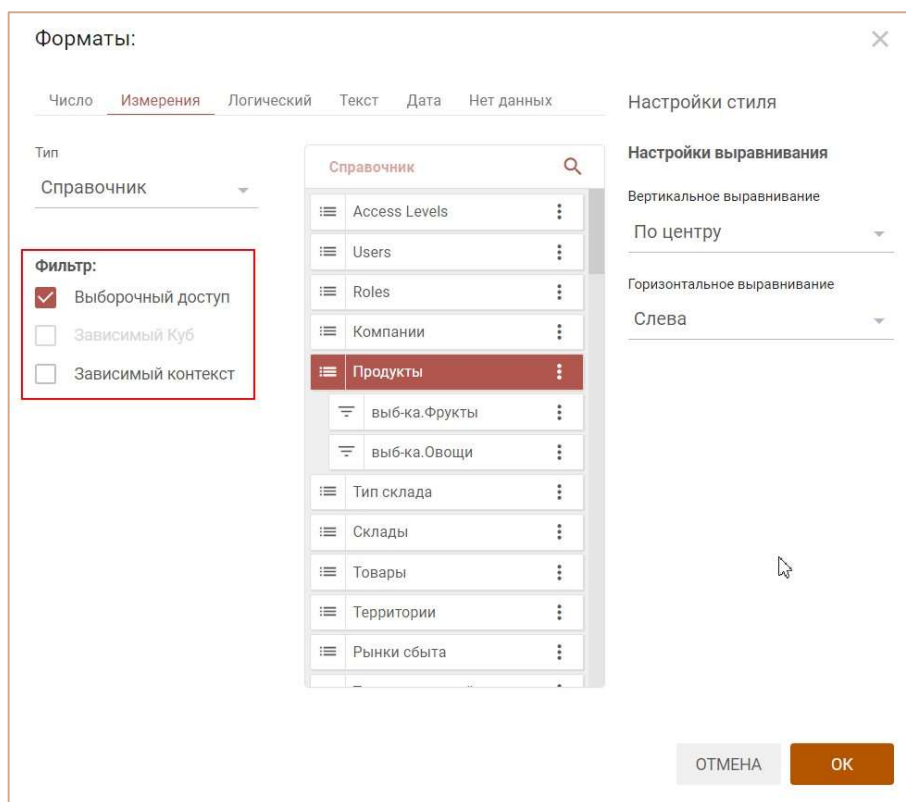 Форматы:
Число Измерения Логический Текст Дата Нет данных
Тип
Справочник
Фильтр:
Выборочный доступ
Зависимый Куб
Зависимый контекст
Справочник
Access Levels
Users
Roles
Компании
Продукты
выб-ка.Фрукты
выб-ка.Овощи
Тип склада
Склады
Товары
Территории
Рынки сбыта
Настройки стиля
Настройки выравнивания
Вертикальное выравнивание
По центру
Горизонтальное выравнивание
Слева
ОТМЕНА ОК